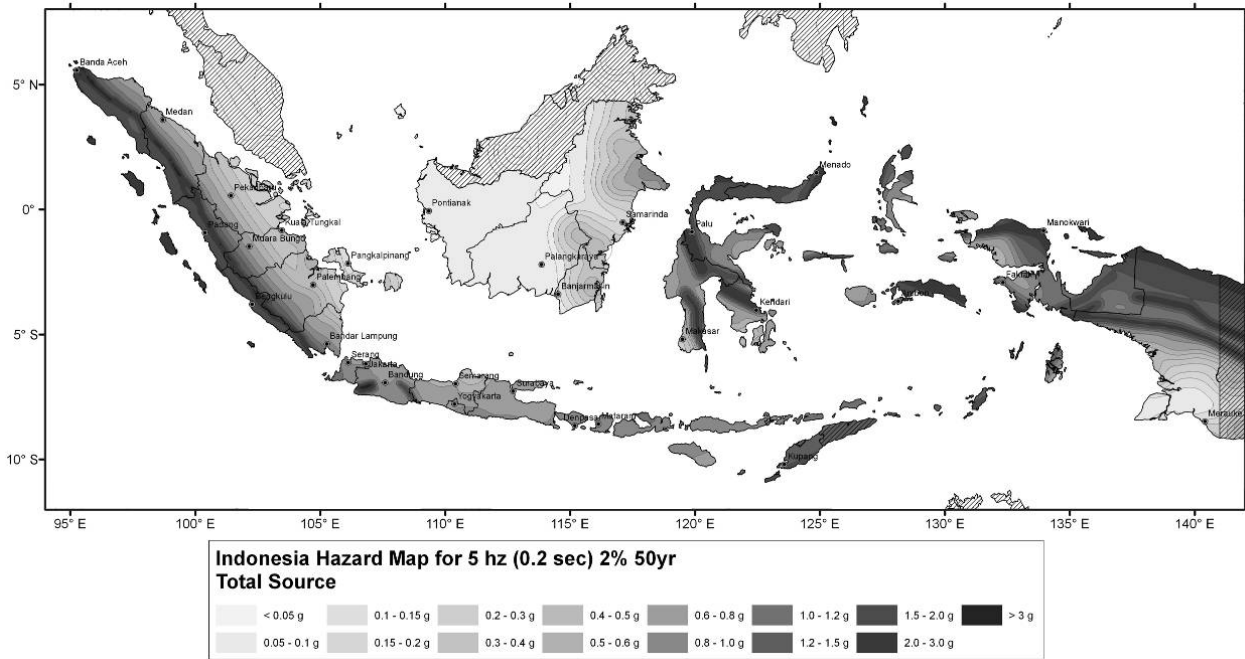 Banda Aceh
5° N
Medan
Menado
Pekanbaru
0°
Pontianak
Samarinda
Manokwari
Kuala Tungkal
Padang
Palu
Muara Bungo
Pangkalpinang
Palangkaraya
Palembang
Bengkulu
Banjarmasin
Kendari
5° S
Bandar Lampung
Makasar
Serang
Jakarta
Bandung
Semarang
Surabaya
Yogyakarta
Denpasar
Mataram
Merauke
10° S
Kupang
95° E
100° E
105° E
110° E
115° E
120° E
125° E
130° E
135° E
140° E
Indonesia Hazard Map for 5 hz (0.2 sec) 2% 50yr
Total Source
< 0.05 g
0.1 - 0.15 g
0.2 - 0.3 g
0.4 - 0.5 g
0.6 - 0.8 g
1.0 - 1.2 g
1.5 - 2.0 g
> 3 g
0.05 - 0.1 g
0.15 - 0.2 g
0.3 - 0.4 g
0.5 - 0.6 g
0.8 - 1.0 g
1.2 - 1.5 g
2.0 - 3.0 g